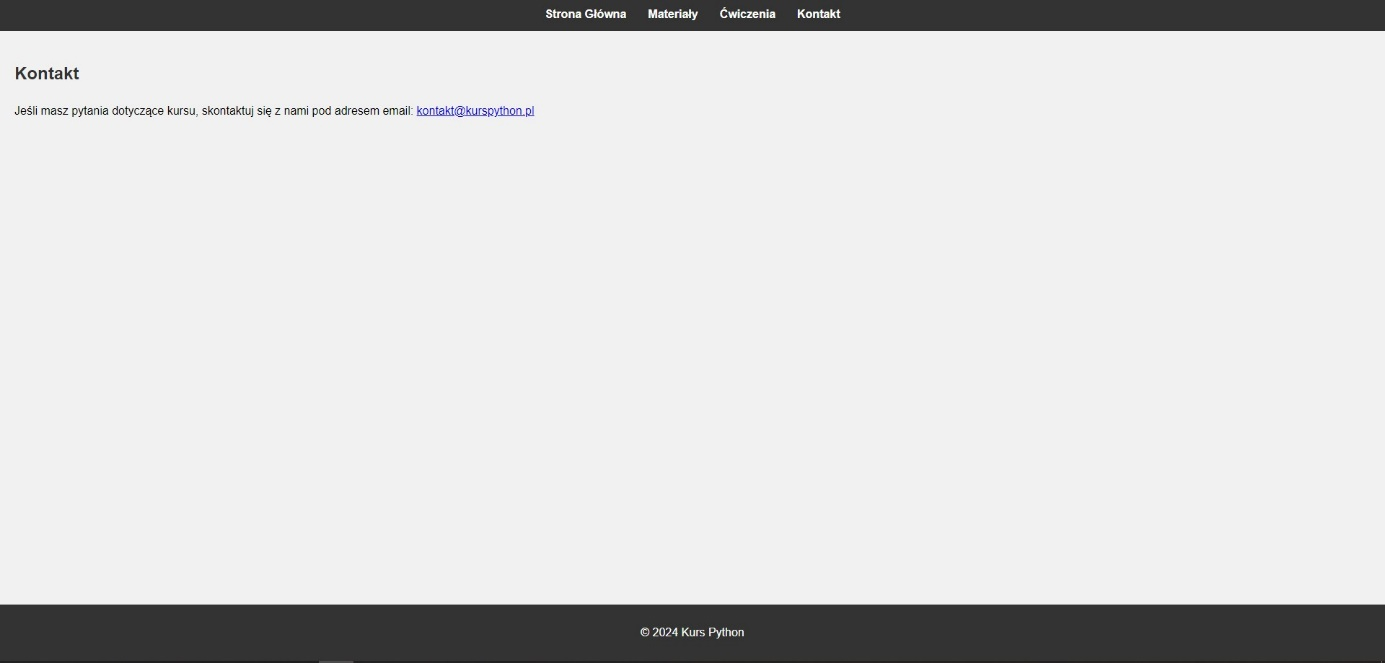 Strona Główna Materiały Ćwiczenia Kontakt
Kontakt
Jeśli masz pytania dotyczące kursu, skontaktuj się z nami pod adresem email: kontakt@kurspython.pl
© 2024 Kurs Python